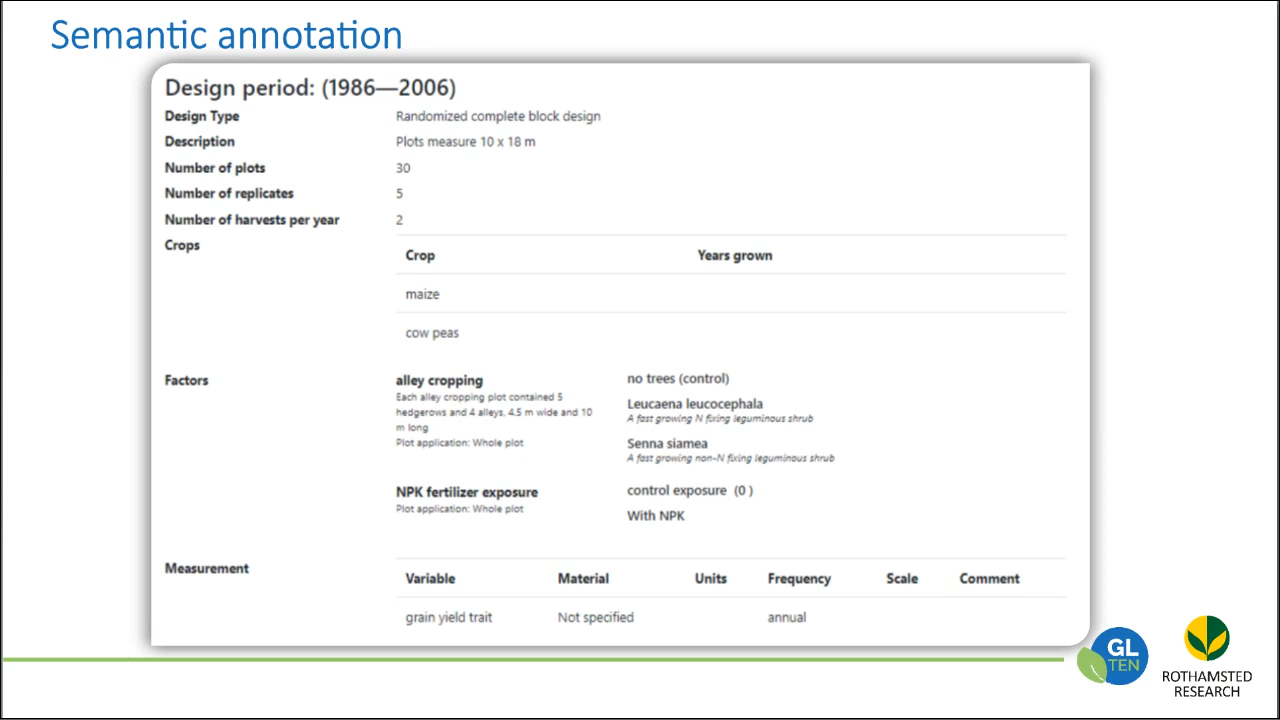 Semantic annotation
Design period: (1986—2006)
Design Type Randomized complete block design
Description Plots measure 10 x 18 m
Number of plots 30
Number of replicates 5
Number of harvests per year 2
Crops
Crop Years grown
maize
cow peas
Factors
alley cropping
Each alley cropping plot contained 5
hedgerows and 4 alleys, 4.5 m wide and 10
m long
Plot application: Whole plot
no trees (control)
Leucaena leucocephala
A fast growing N fixing leguminous shrub
Senna siamea
A fast growing non-N fixing leguminous shrub
NPK fertilizer exposure
Plot application: Whole plot
control exposure (0 )
With NPK
Measurement
Variable Material Units Frequency Scale Comment
grain yield trait Not specified annual
GL
TEN
ROTHAMSTED
RESEARCH